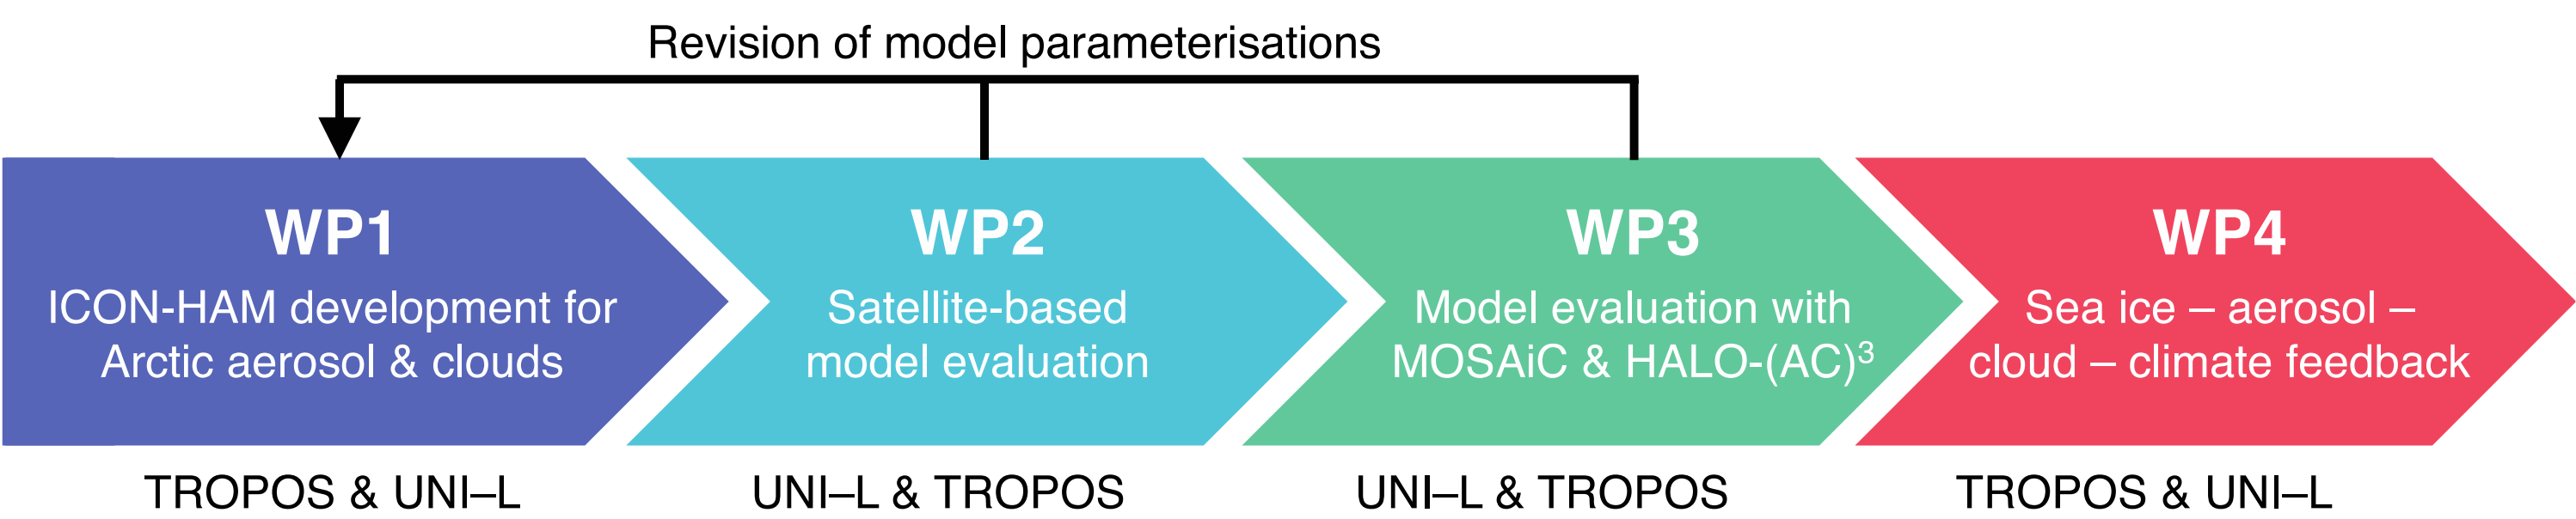 Revision of model parameterisations
WP1
ICON-HAM development for
Arctic aerosol & clouds
TROPOS & UNI–L
WP2
Satellite-based
model evaluation
UNI–L & TROPOS
WP3
Model evaluation with
MOSAiC & HALO-(AC)³
UNI–L & TROPOS
WP4
Sea ice – aerosol –
cloud – climate feedback
TROPOS & UNI–L